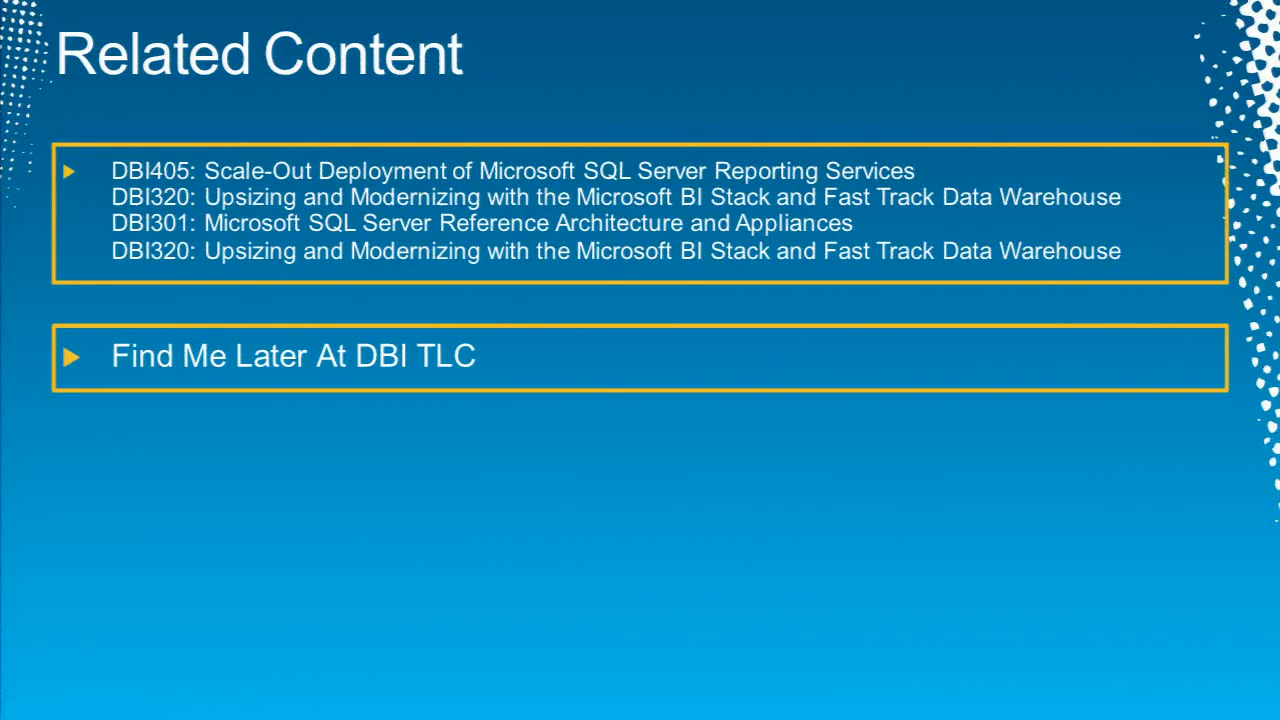 Related Content
DBI405: Scale-Out Deployment of Microsoft SQL Server Reporting Services
DBI320: Upsizing and Modernizing with the Microsoft BI Stack and Fast Track Data Warehouse
DBI301: Microsoft SQL Server Reference Architecture and Appliances
DBI320: Upsizing and Modernizing with the Microsoft BI Stack and Fast Track Data Warehouse
Find Me Later At DBI TLC